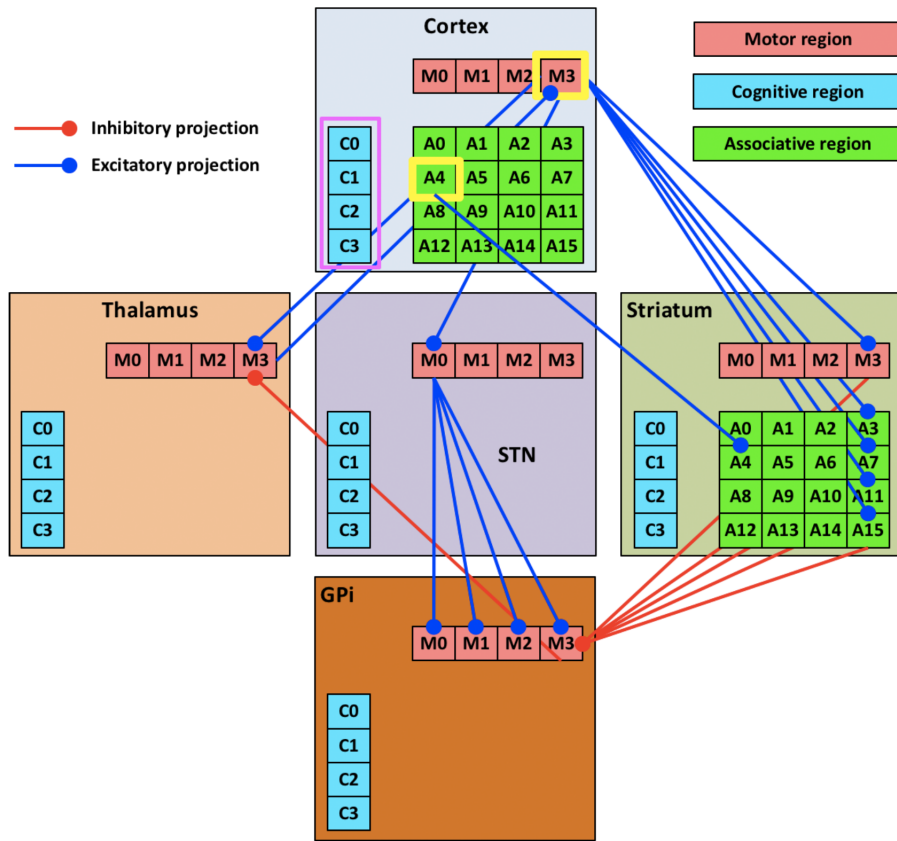 Cortex
M0 M1 M2 M3
C0
C1
C2
C3
A0 A1 A2 A3
A4 A5 A6 A7
A8 A9 A10 A11
A12 A13 A14 A15
Inhibitory projection
Excitatory projection
Motor region
Cognitive region
Associative region
Thalamus
M0 M1 M2 M3
C0
C1
C2
C3
M0 M1 M2 M3
C0
C1
C2
C3
STN
Striatum
M0 M1 M2 M3
C0
C1
C2
C3
A0 A1 A2 A3
A4 A5 A6 A7
A8 A9 A10 A11
A12 A13 A14 A15
GPi
M0 M1 M2 M3
C0
C1
C2
C3